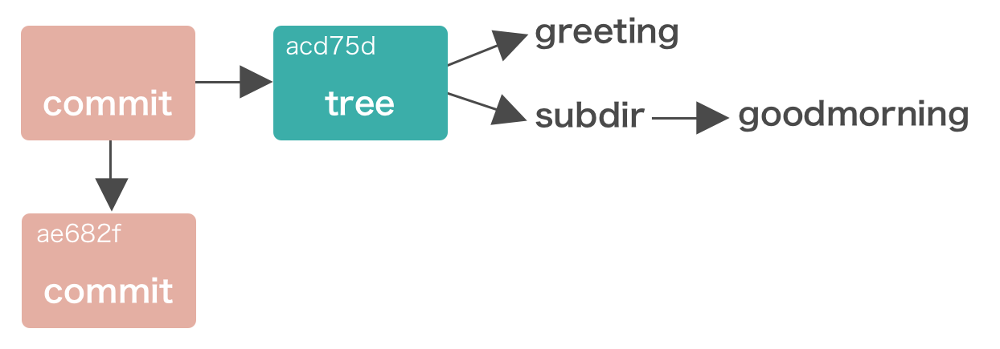 commit
acd75d
tree
greeting
subdir
goodmorning
ae682f
commit